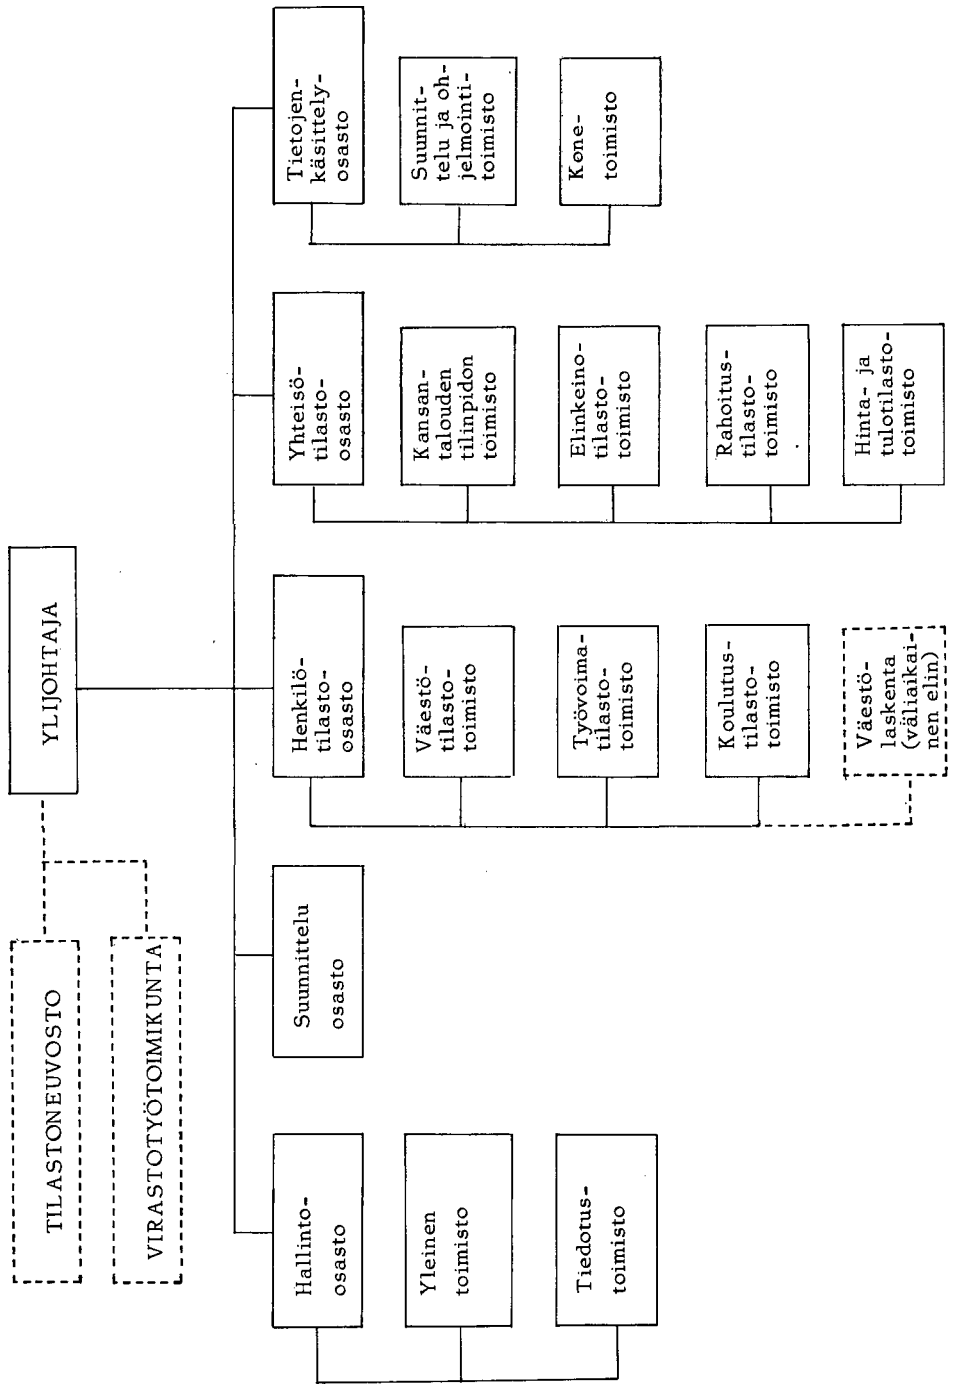 YLIJOHTAJA
TILASTONEUVOSTO
VIRASTOTYÖTOIMIKUNTA
Hallinto-
osasto
Yleinen
toimisto
Tiedotus-
toimisto
Suunnittelu
osasto
Henkilö-
tilasto-
osasto
Väestö-
tilasto-
toimisto
Työvoima-
tilasto-
toimisto
Koulutus-
tilasto-
toimisto
Väestö-
laskenta
(väliaikai-
nen elin)
Yhteisö-
tilasto-
osasto
Kansan-
talouden
tilinpidon
toimisto
Elinkeino-
tilasto-
toimisto
Rahoitus-
tilasto-
toimisto
Hinta- ja
tulotilasto-
toimisto
Tietojen-
käsittely-
osasto
Suunnit-
telu ja oh-
jelmointi-
toimisto
Kone-
toimisto